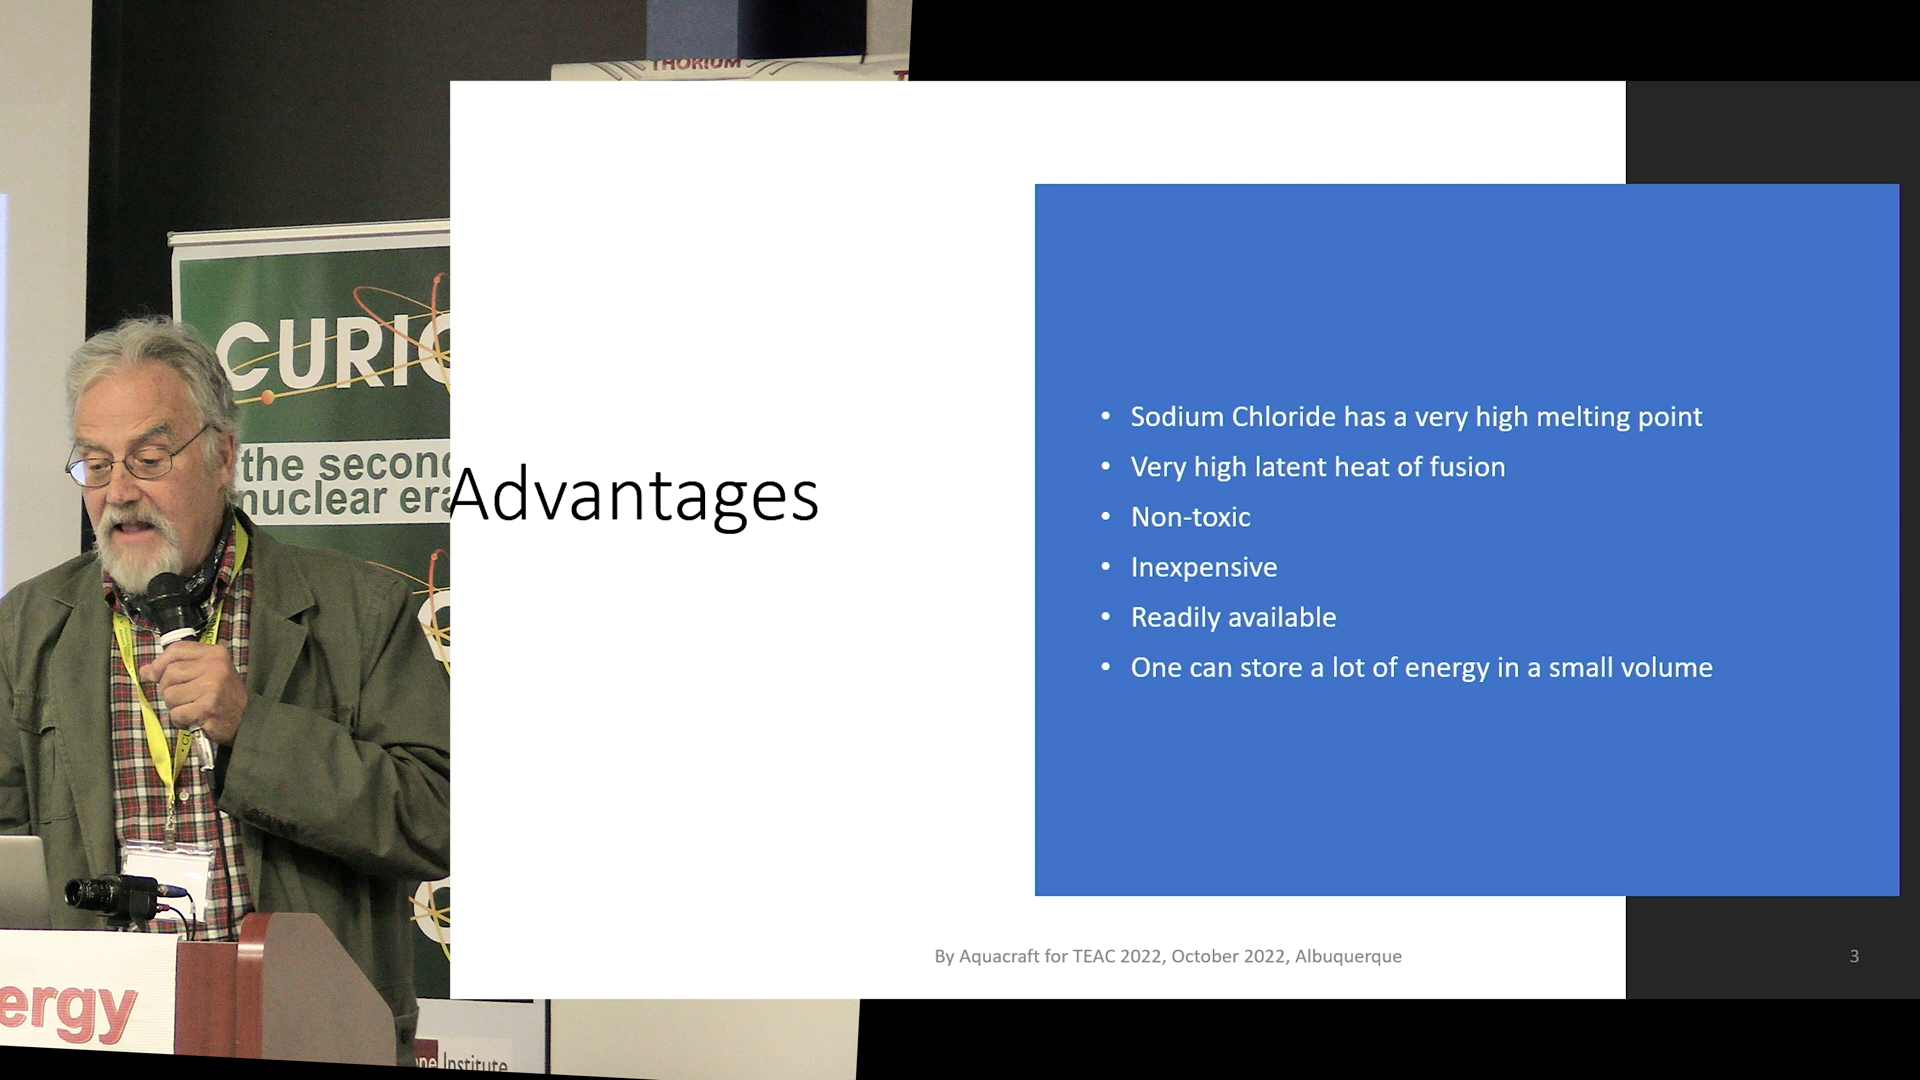 THORIUM
CURIO
the second
nuclear era
Advantages
• Sodium Chloride has a very high melting point
• Very high latent heat of fusion
• Non-toxic
• Inexpensive
• Readily available
• One can store a lot of energy in a small volume
By Aquacraft for TEAC 2022, October 2022, Albuquerque
3
ergy
Institute